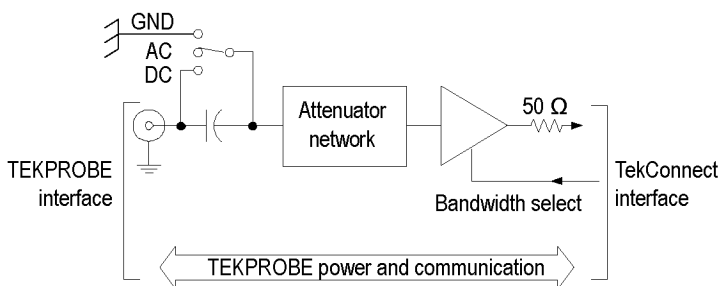 GND
AC
DC
Attenuator
network
50 Ω
TEKPROBE
interface
TekConnect
interface
Bandwidth select
TEKPROBE power and communication